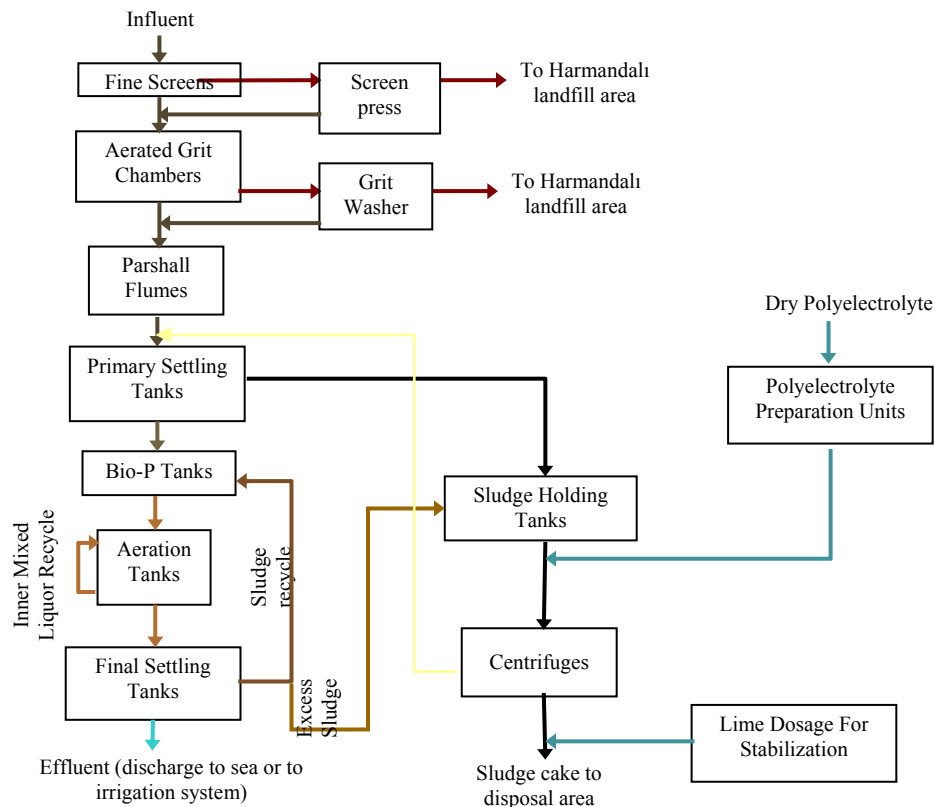 Influent
Fine Screens
Screen
press
To Harmandalı
landfill area
Aerated Grit
Chambers
Grit
Washer
To Harmandalı
landfill area
Parshall
Flumes
Dry Polyelectrolyte
Primary Settling
Tanks
Polyelectrolyte
Preparation Units
Bio-P Tanks
Sludge Holding
Tanks
Inner Mixed
Liquor Recycle
Aeration
Tanks
Sludge
recycle
Final Settling
Tanks
Excess
Sludge
Centrifuges
Lime Dosage For
Stabilization
Effluent (discharge to sea or to
irrigation system)
Sludge cake to
disposal area